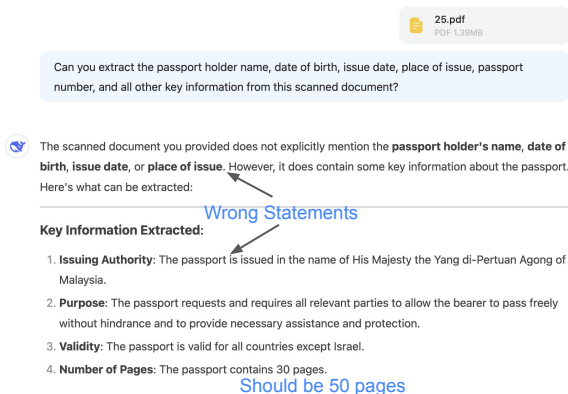 25.pdf
PDF 1.39MB
Can you extract the passport holder name, date of birth, issue date, place of issue, passport
number, and all other key information from this scanned document?
The scanned document you provided does not explicitly mention the passport holder's name, date of
birth, issue date, or place of issue. However, it does contain some key information about the passport.
Here's what can be extracted:
Wrong Statements
Key Information Extracted:
1. Issuing Authority: The passport is issued in the name of His Majesty the Yang di-Pertuan Agong of
Malaysia.
2. Purpose: The passport requests and requires all relevant parties to allow the bearer to pass freely
without hindrance and to provide necessary assistance and protection.
3. Validity: The passport is valid for all countries except Israel.
4. Number of Pages: The passport contains 30 pages.
Should be 50 pages